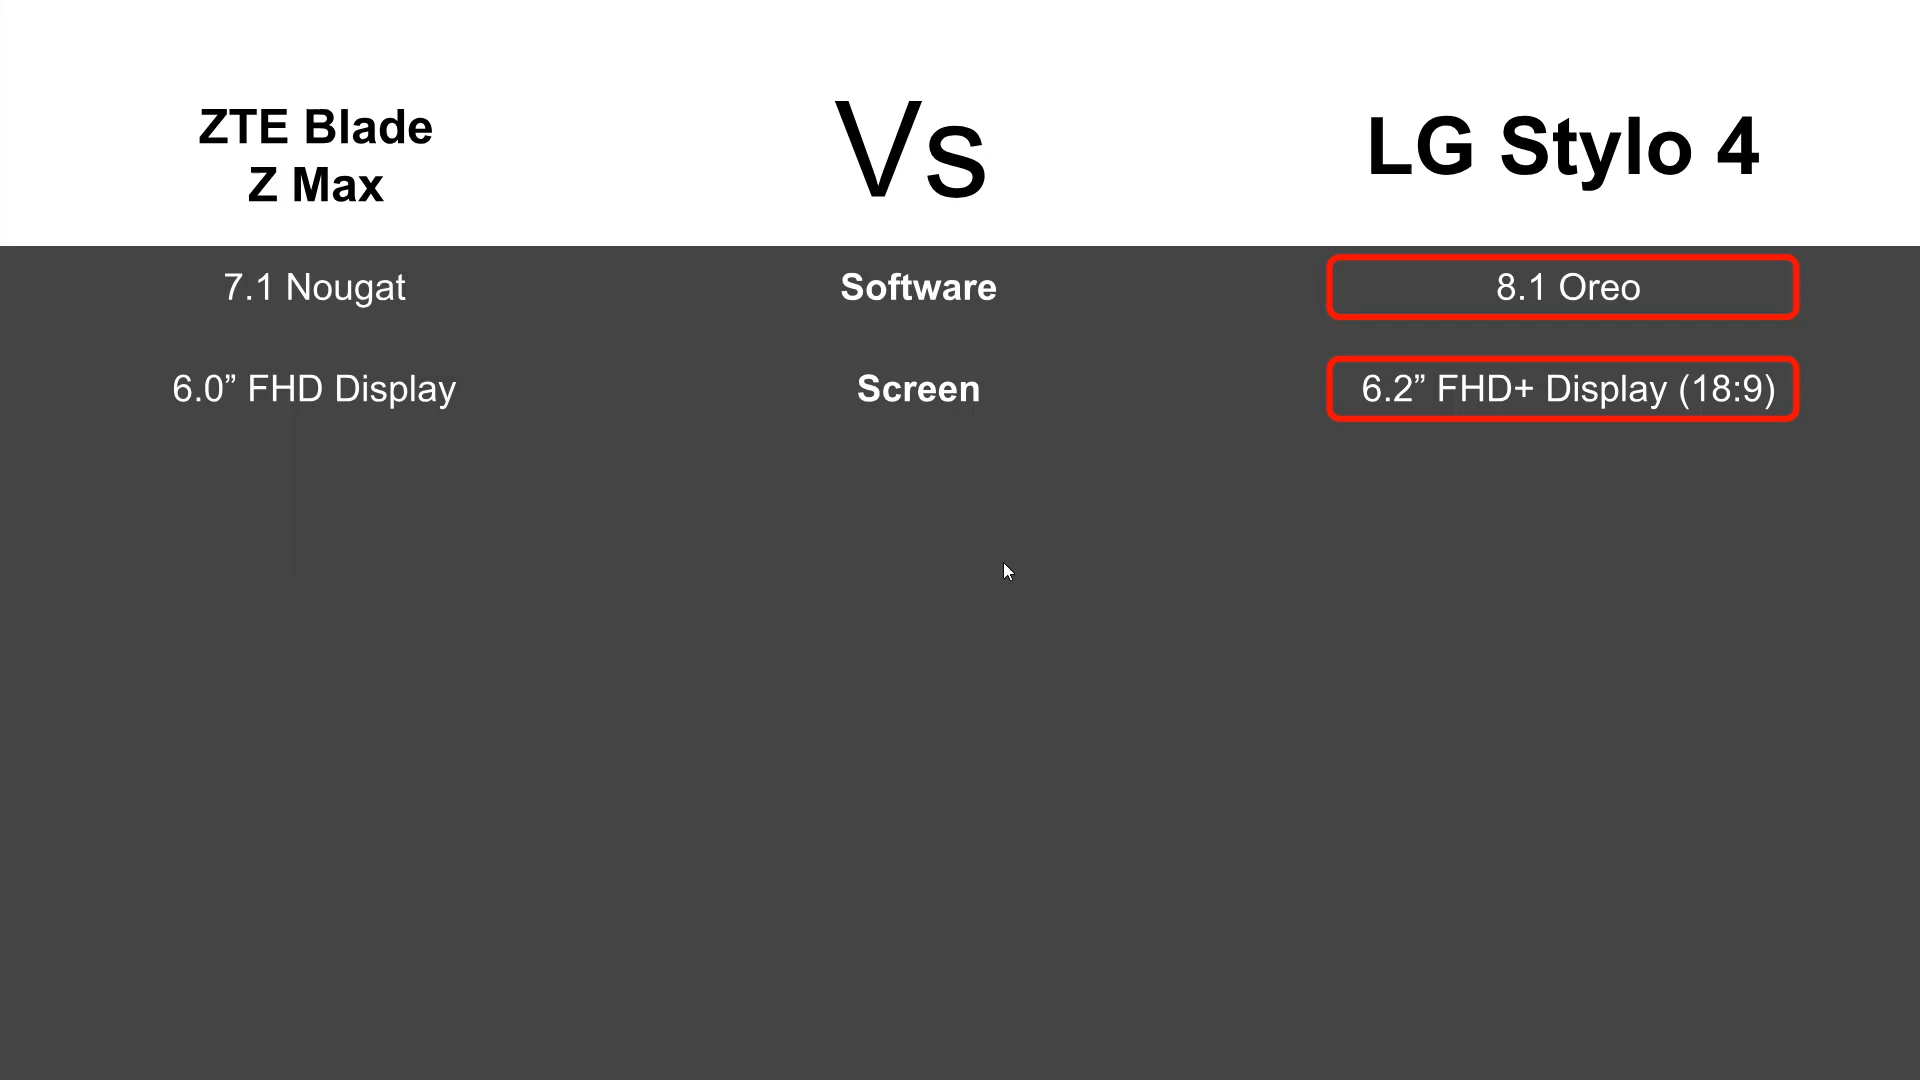 ZTE Blade
Z Max
Vs
LG Stylo 4
7.1 Nougat
Software
8.1 Oreo
6.0” FHD Display
Screen
6.2” FHD+ Display (18:9)